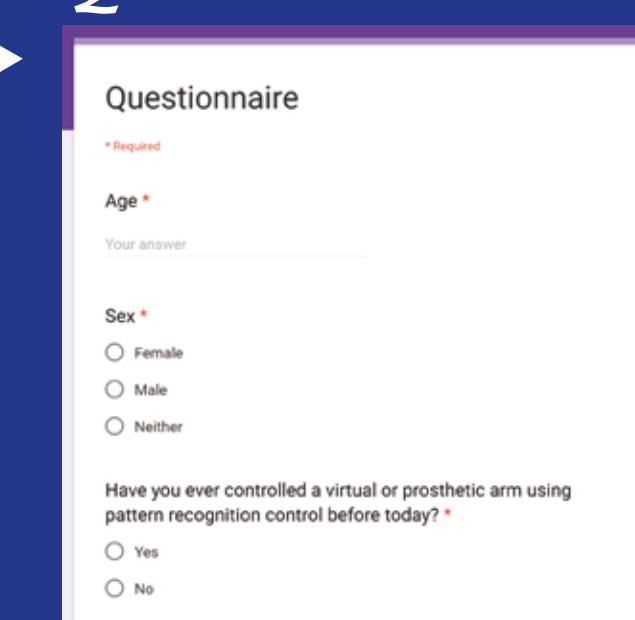 Questionnaire
* Required
Age *
Your answer
Sex *
Female
Male
Neither
Have you ever controlled a virtual or prosthetic arm using
pattern recognition control before today? *
Yes
No